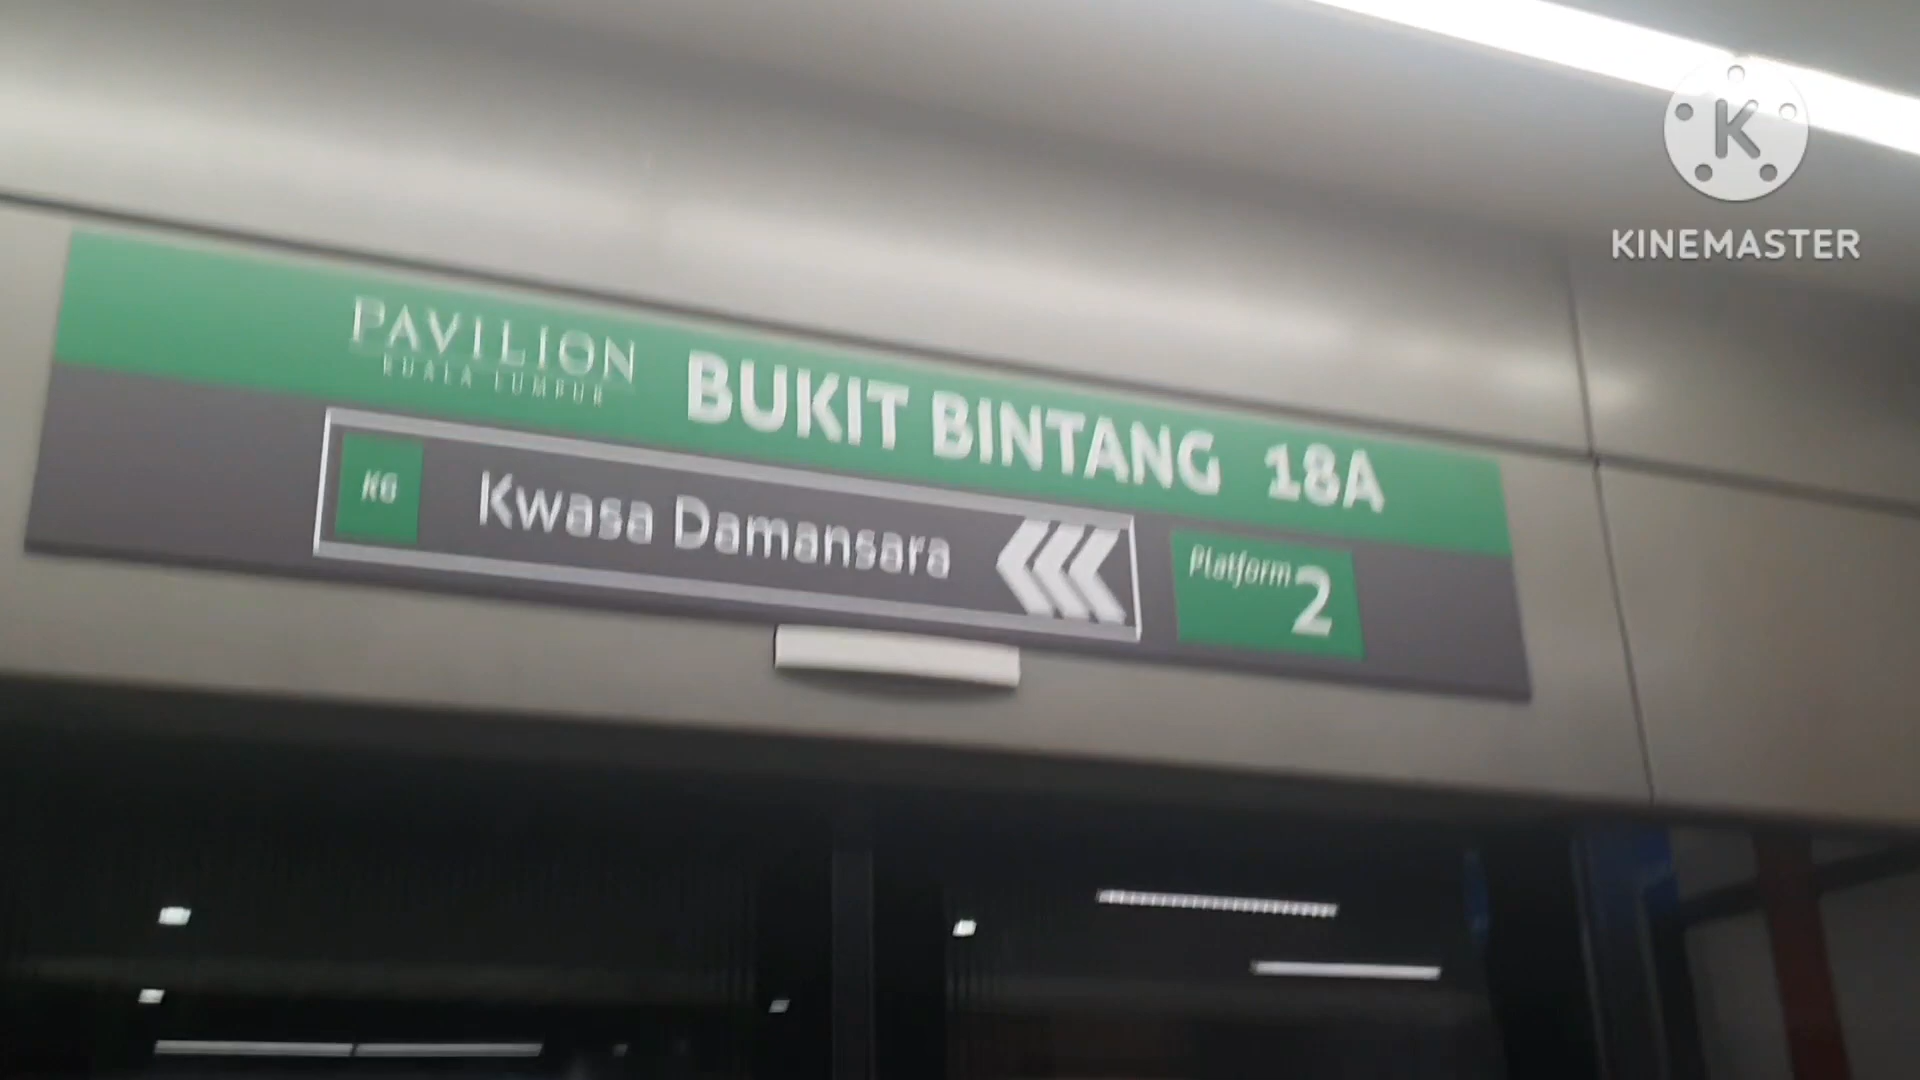 K
KINEMASTER
PAVILION
KUALA LUMPUR
BUKIT BINTANG 18A
KG
Kwasa Damansara
Platform 2